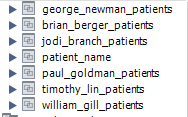 george_newman_patients
brian_berger_patients
jodi_branch_patients
patient_name
paul_goldman_patients
timothy_lin_patients
william_gill_patients